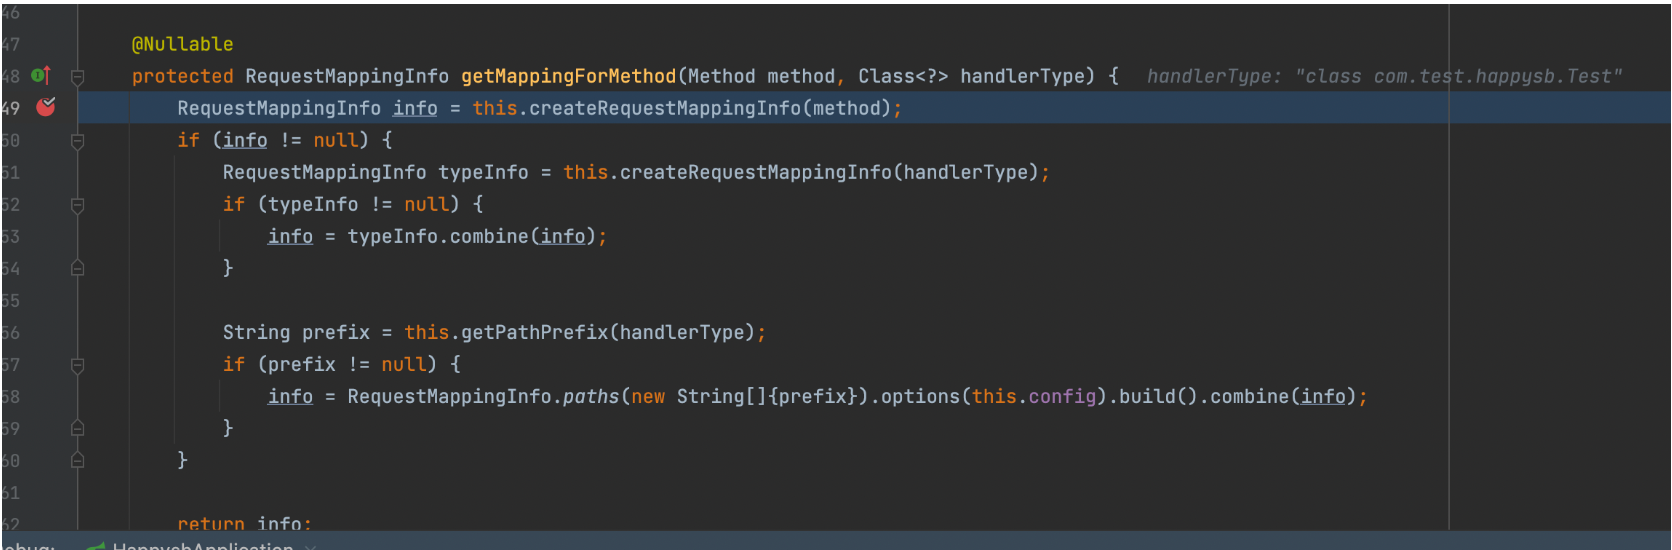 46
47 @Nullable
48 protected RequestMappingInfo getMappingForMethod(Method method, Class<?> handlerType) { handlerType: "class com.test.happysb.Test"
49 RequestMappingInfo info = this.createRequestMappingInfo(method);
50 if (info != null) {
51 RequestMappingInfo typeInfo = this.createRequestMappingInfo(handlerType);
52 if (typeInfo != null) {
53 info = typeInfo.combine(info);
54 }
55
56 String prefix = this.getPathPrefix(handlerType);
57 if (prefix != null) {
58 info = RequestMappingInfo.paths(new String[]{prefix}).options(this.config).build().combine(info);
59 }
60 }
61
62 return info;
ebug: HappysbApplication ×